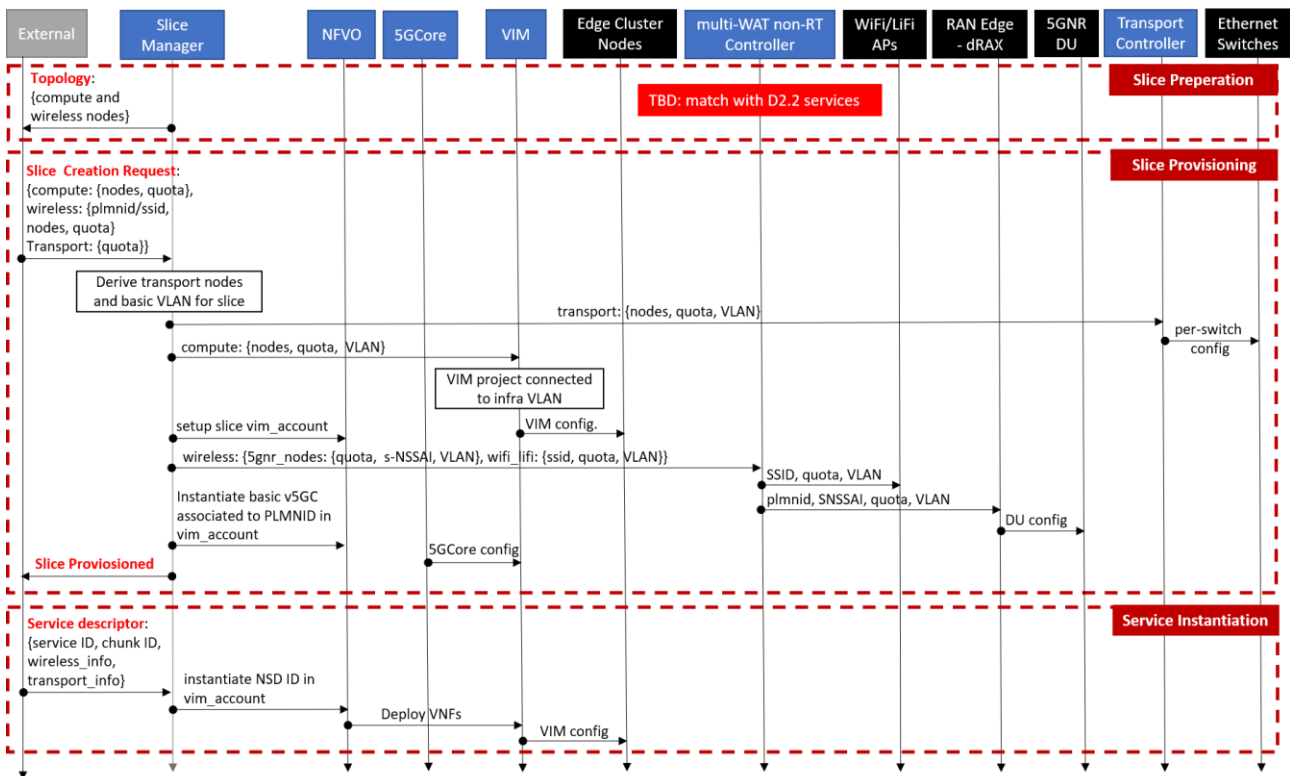 External
Slice
Manager
NFVO
5GCore
VIM
Edge Cluster
Nodes
multi-WAT non-RT
Controller
WiFi/LiFi
APs
RAN Edge
- dRAX
5GNR
DU
Transport
Controller
Ethernet
Switches
Topology:
{compute and
wireless nodes}
TBD: match with D2.2 services
Slice Preperation
Slice Creation Request:
{compute: {nodes, quota},
wireless: {plmnid/ssid,
nodes, quota}
Transport: {quota}}
Slice Provisioning
Derive transport nodes
and basic VLAN for slice
transport: {nodes, quota, VLAN}
per-switch
config
compute: {nodes, quota, VLAN}
VIM project connected
to infra VLAN
setup slice vim_account
VIM config.
wireless: {5gnr_nodes: {quota, s-NSSAI, VLAN}, wifi_lifi: {ssid, quota, VLAN}}
SSID, quota, VLAN
plmnid, SNSSAI, quota, VLAN
DU config
Instantiate basic v5GC
associated to PLMNID in
vim_account
5GCore config
Slice Proviosioned
Service descriptor:
{service ID, chunk ID,
wireless_info,
transport_info}
Service Instantiation
instantiate NSD ID in
vim_account
Deploy VNFs
VIM config